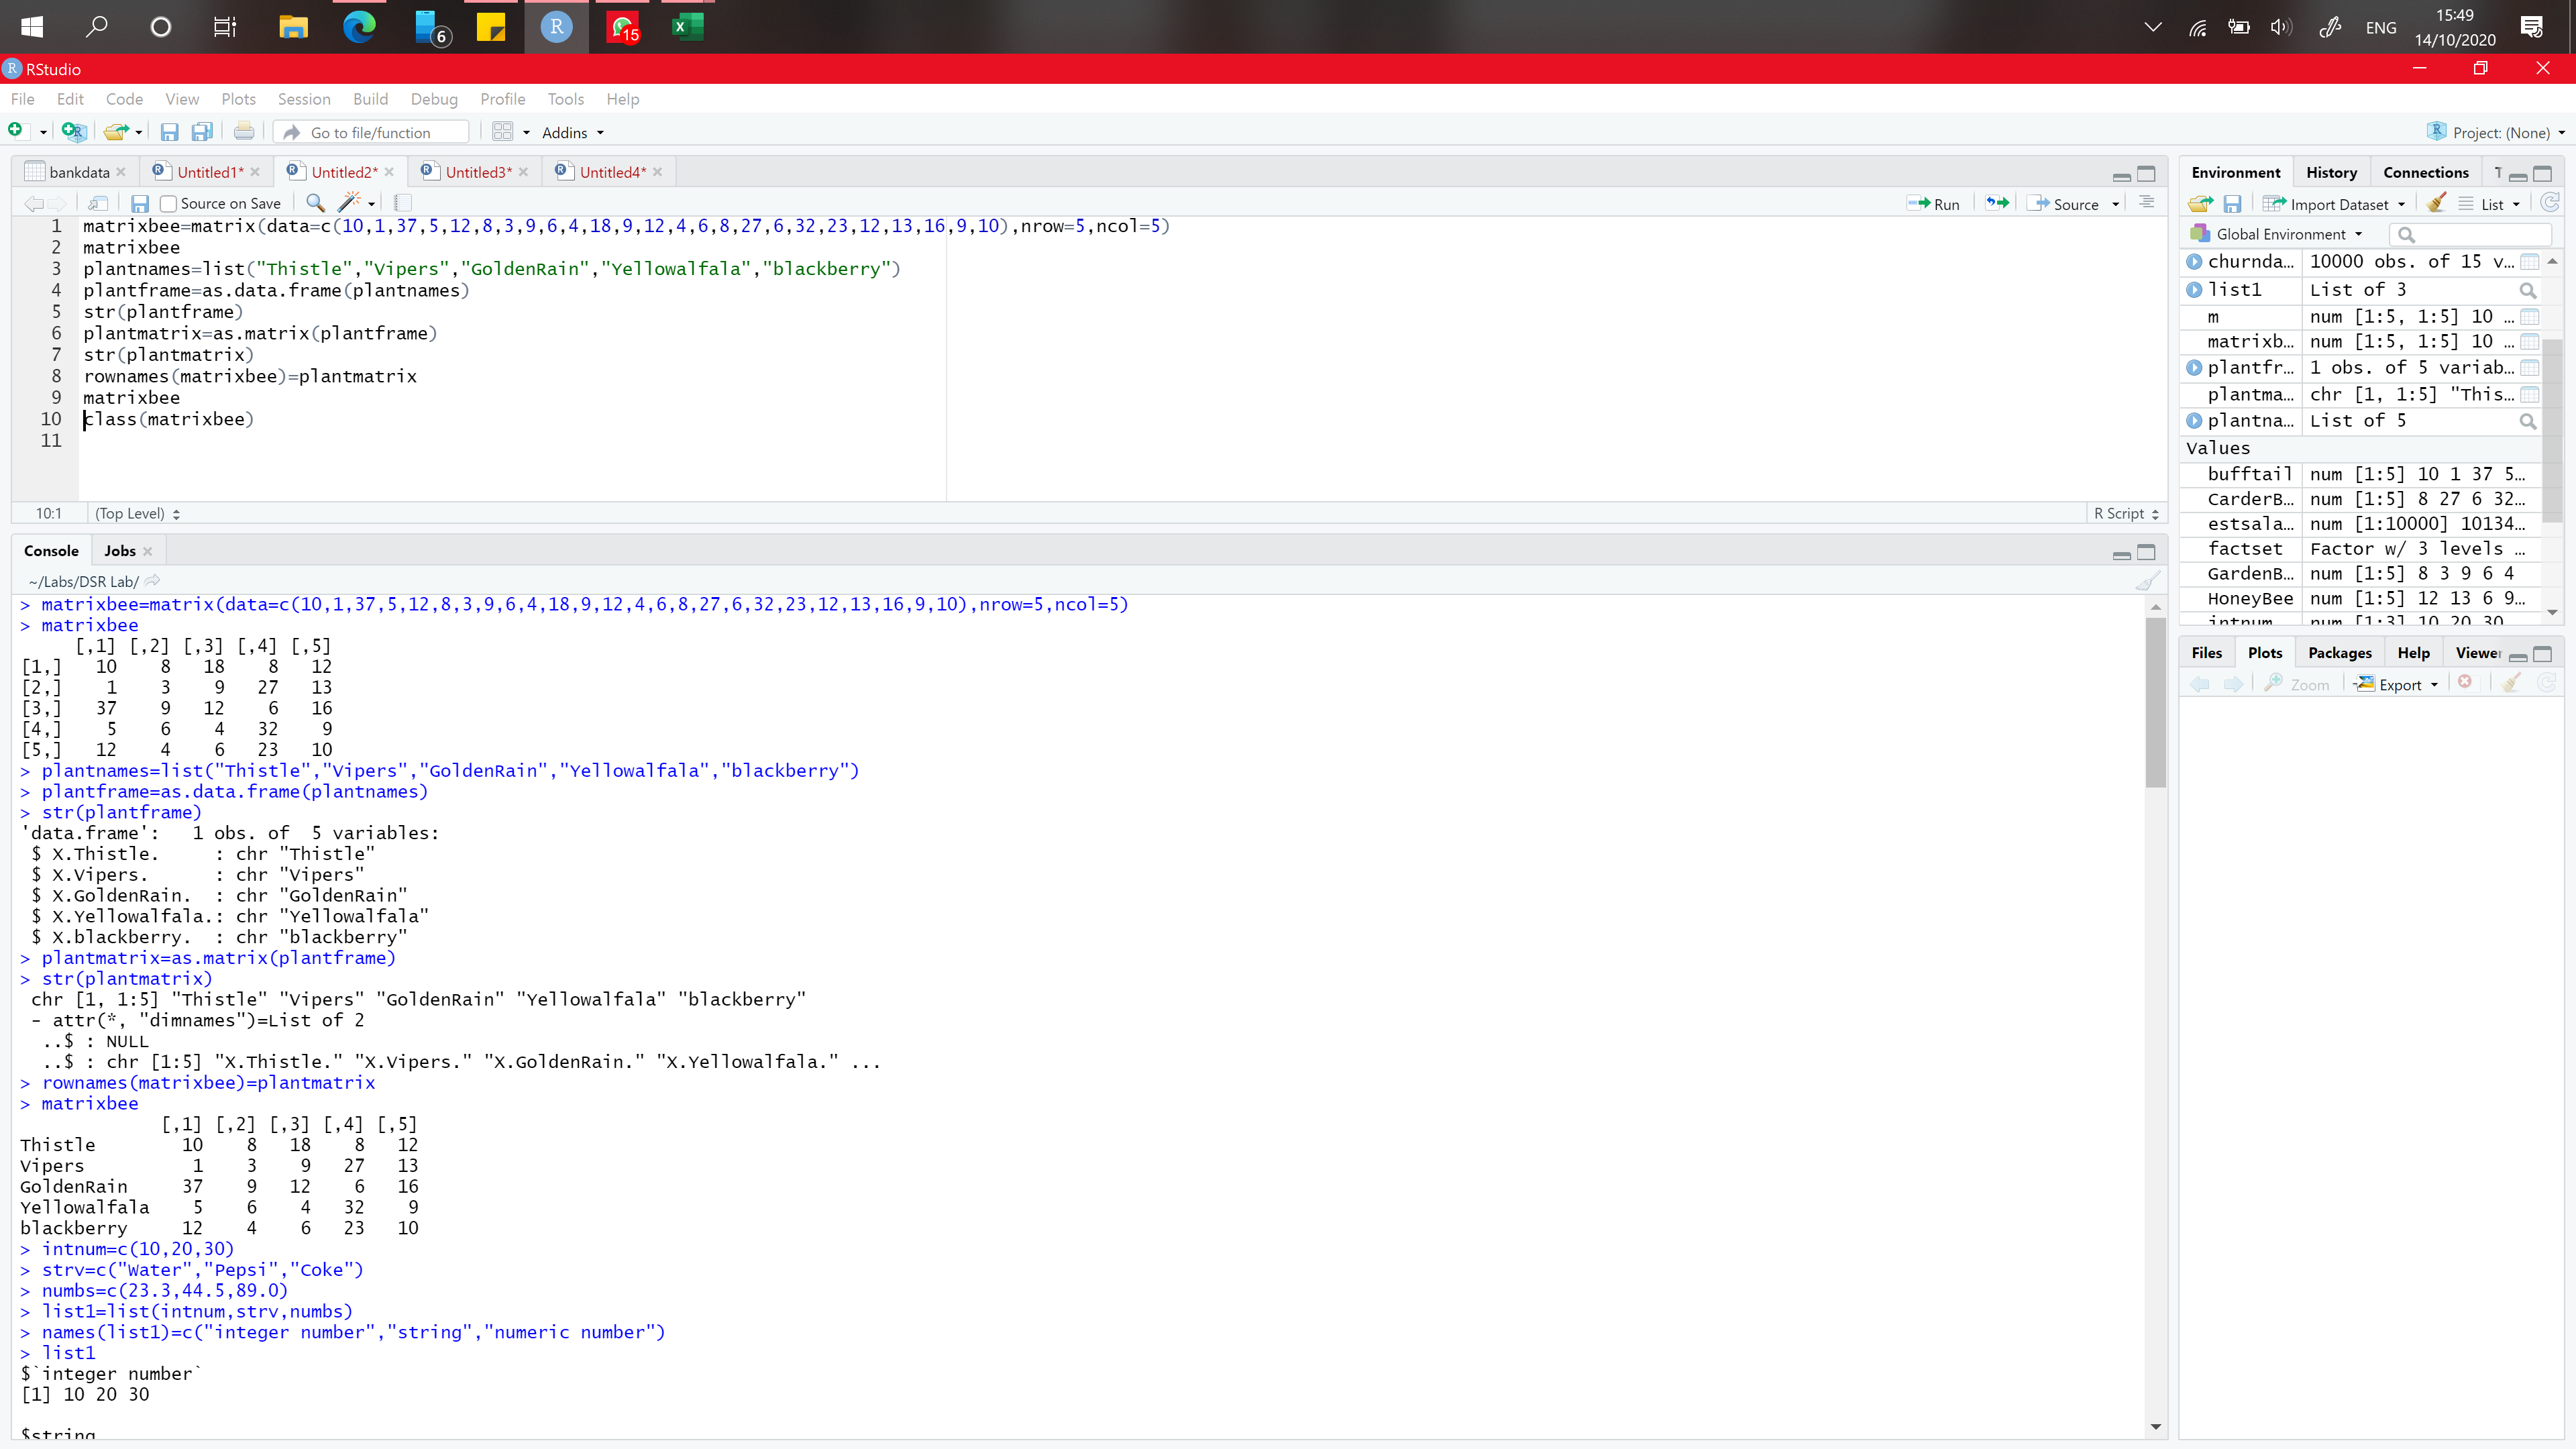 6
15
ENG
15:49
14/10/2020
RStudio
File Edit Code View Plots Session Build Debug Profile Tools Help
Go to file/function
Addins
Project: (None)
bankdata
Untitled1*
Untitled2*
Untitled3*
Untitled4*
Source on Save
Run
Source
1 matrixbee=matrix(data=c(10,1,37,5,12,8,3,9,6,4,18,9,12,4,6,8,27,6,32,23,12,13,16,9,10),nrow=5,ncol=5)
2 matrixbee
3 plantnames=list("Thistle","Vipers","GoldenRain","Yellowalfala","blackberry")
4 plantframe=as.data.frame(plantnames)
5 str(plantframe)
6 plantmatrix=as.matrix(plantframe)
7 str(plantmatrix)
8 rownames(matrixbee)=plantmatrix
9 matrixbee
10 class(matrixbee)
11
10:1 (Top Level)
R Script
Console Jobs
~/Labs/DSR Lab/
> matrixbee=matrix(data=c(10,1,37,5,12,8,3,9,6,4,18,9,12,4,6,8,27,6,32,23,12,13,16,9,10),nrow=5,ncol=5)
> matrixbee
[,1] [,2] [,3] [,4] [,5]
[1,] 10 8 18 8 12
[2,] 1 3 9 27 13
[3,] 37 9 12 6 16
[4,] 5 6 4 32 9
[5,] 12 4 6 23 10
> plantnames=list("Thistle","Vipers","GoldenRain","Yellowalfala","blackberry")
> plantframe=as.data.frame(plantnames)
> str(plantframe)
'data.frame': 1 obs. of 5 variables:
$ X.Thistle. : chr "Thistle"
$ X.Vipers. : chr "Vipers"
$ X.GoldenRain. : chr "GoldenRain"
$ X.Yellowalfala.: chr "Yellowalfala"
$ X.blackberry. : chr "blackberry"
> plantmatrix=as.matrix(plantframe)
> str(plantmatrix)
chr [1, 1:5] "Thistle" "Vipers" "GoldenRain" "Yellowalfala" "blackberry"
- attr(*, "dimnames")=List of 2
..$ : NULL
..$ : chr [1:5] "X.Thistle." "X.Vipers." "X.GoldenRain." "X.Yellowalfala." ...
> rownames(matrixbee)=plantmatrix
> matrixbee
[,1] [,2] [,3] [,4] [,5]
Thistle 10 8 18 8 12
Vipers 1 3 9 27 13
GoldenRain 37 9 12 6 16
Yellowalfala 5 6 4 32 9
blackberry 12 4 6 23 10
> intnum=c(10,20,30)
> strv=c("Water","Pepsi","Coke")
> numbs=c(23.3,44.5,89.0)
> list1=list(intnum,strv,numbs)
> names(list1)=c("integer number","string","numeric number")
> list1
$`integer number`
[1] 10 20 30
$string
Environment History Connections T
Import Dataset
List
Global Environment
churnda... 10000 obs. of 15 v...
list1 List of 3
m num [1:5, 1:5] 10 ...
matrixb... num [1:5, 1:5] 10 ...
plantfr... 1 obs. of 5 variab...
plantma... chr [1, 1:5] "This...
plantna... List of 5
Values
bufftail num [1:5] 10 1 37 5...
CarderB... num [1:5] 8 27 6 32...
estsala... num [1:10000] 10134...
factset Factor w/ 3 levels ...
GardenB... num [1:5] 8 3 9 6 4
HoneyBee num [1:5] 12 13 6 9...
intnum num [1:3] 10 20 30
Files Plots Packages Help Viewer
Zoom
Export